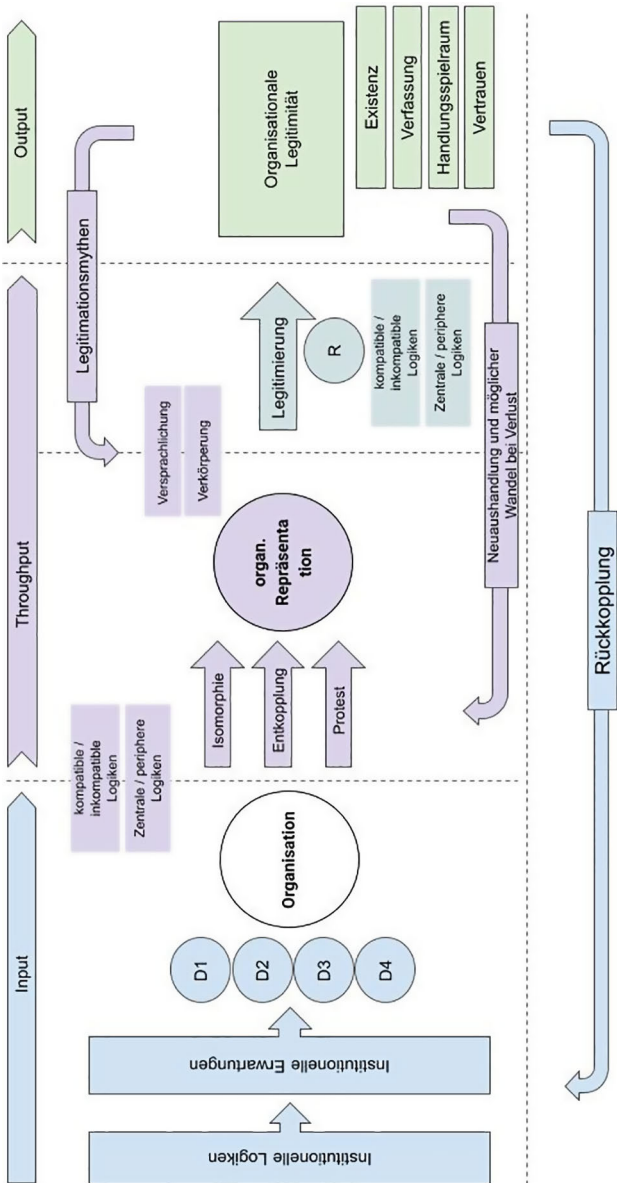 Input
Throughput
Output
Institutionelle Logiken
Institutionelle Erwartungen
D1
D2
D3
D4
Organisation
kompatible /
inkompatible
Logiken
Zentrale / periphere
Logiken
Isomorphie
Entkopplung
Protest
organ.
Repräsenta
tion
Versprachlichung
Verkörperung
Legitimationsmythen
Legitimierung
R
kompatible /
inkompatible
Logiken
Zentrale / periphere
Logiken
Organisationale
Legitimität
Existenz
Verfassung
Handlungsspielraum
Vertrauen
Neuaushandlung und möglicher
Wandel bei Verlust
Rückkopplung